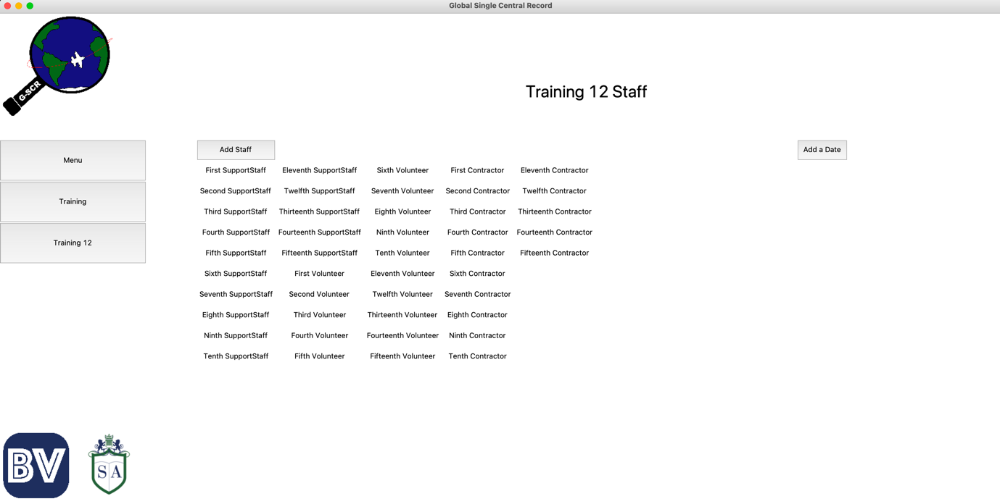 Global Single Central Record
G-SCR
Training 12 Staff
Menu
Training
Training 12
Add Staff
Add a Date
First SupportStaff Eleventh SupportStaff Sixth Volunteer First Contractor Eleventh Contractor
Second SupportStaff Twelfth SupportStaff Seventh Volunteer Second Contractor Twelfth Contractor
Third SupportStaff Thirteenth SupportStaff Eighth Volunteer Third Contractor Thirteenth Contractor
Fourth SupportStaff Fourteenth SupportStaff Ninth Volunteer Fourth Contractor Fourteenth Contractor
Fifth SupportStaff Fifteenth SupportStaff Tenth Volunteer Fifth Contractor Fifteenth Contractor
Sixth SupportStaff First Volunteer Eleventh Volunteer Sixth Contractor
Seventh SupportStaff Second Volunteer Twelfth Volunteer Seventh Contractor
Eighth SupportStaff Third Volunteer Thirteenth Volunteer Eighth Contractor
Ninth SupportStaff Fourth Volunteer Fourteenth Volunteer Ninth Contractor
Tenth SupportStaff Fifth Volunteer Fifteenth Volunteer Tenth Contractor
BV
SA